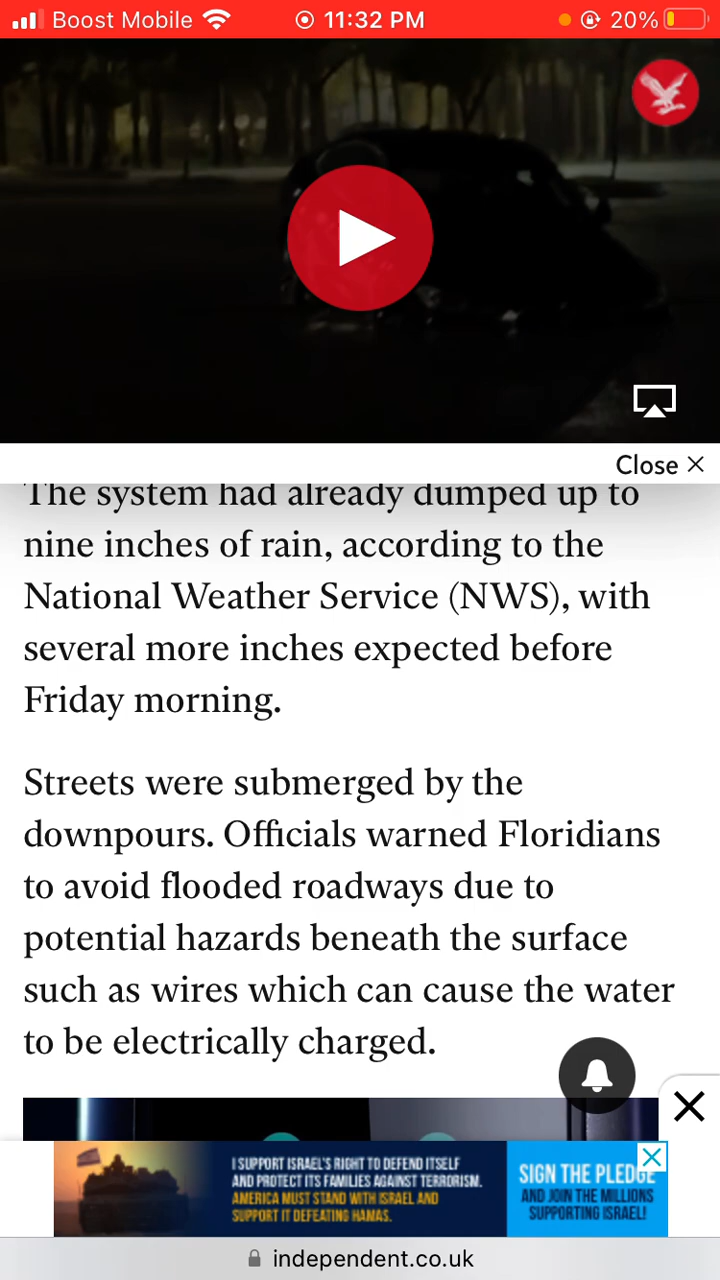 Boost Mobile 11:32 PM 20%
Close
The system had already dumped up to
nine inches of rain, according to the
National Weather Service (NWS), with
several more inches expected before
Friday morning.
Streets were submerged by the
downpours. Officials warned Floridians
to avoid flooded roadways due to
potential hazards beneath the surface
such as wires which can cause the water
to be electrically charged.
I SUPPORT ISRAEL'S RIGHT TO DEFEND ITSELF
AND PROTECT ITS FAMILIES AGAINST TERRORISM.
AMERICA MUST STAND WITH ISRAEL AND
SUPPORT IT DEFEATING HAMAS.
SIGN THE PLEDGE
AND JOIN THE MILLIONS
SUPPORTING ISRAEL!
independent.co.uk